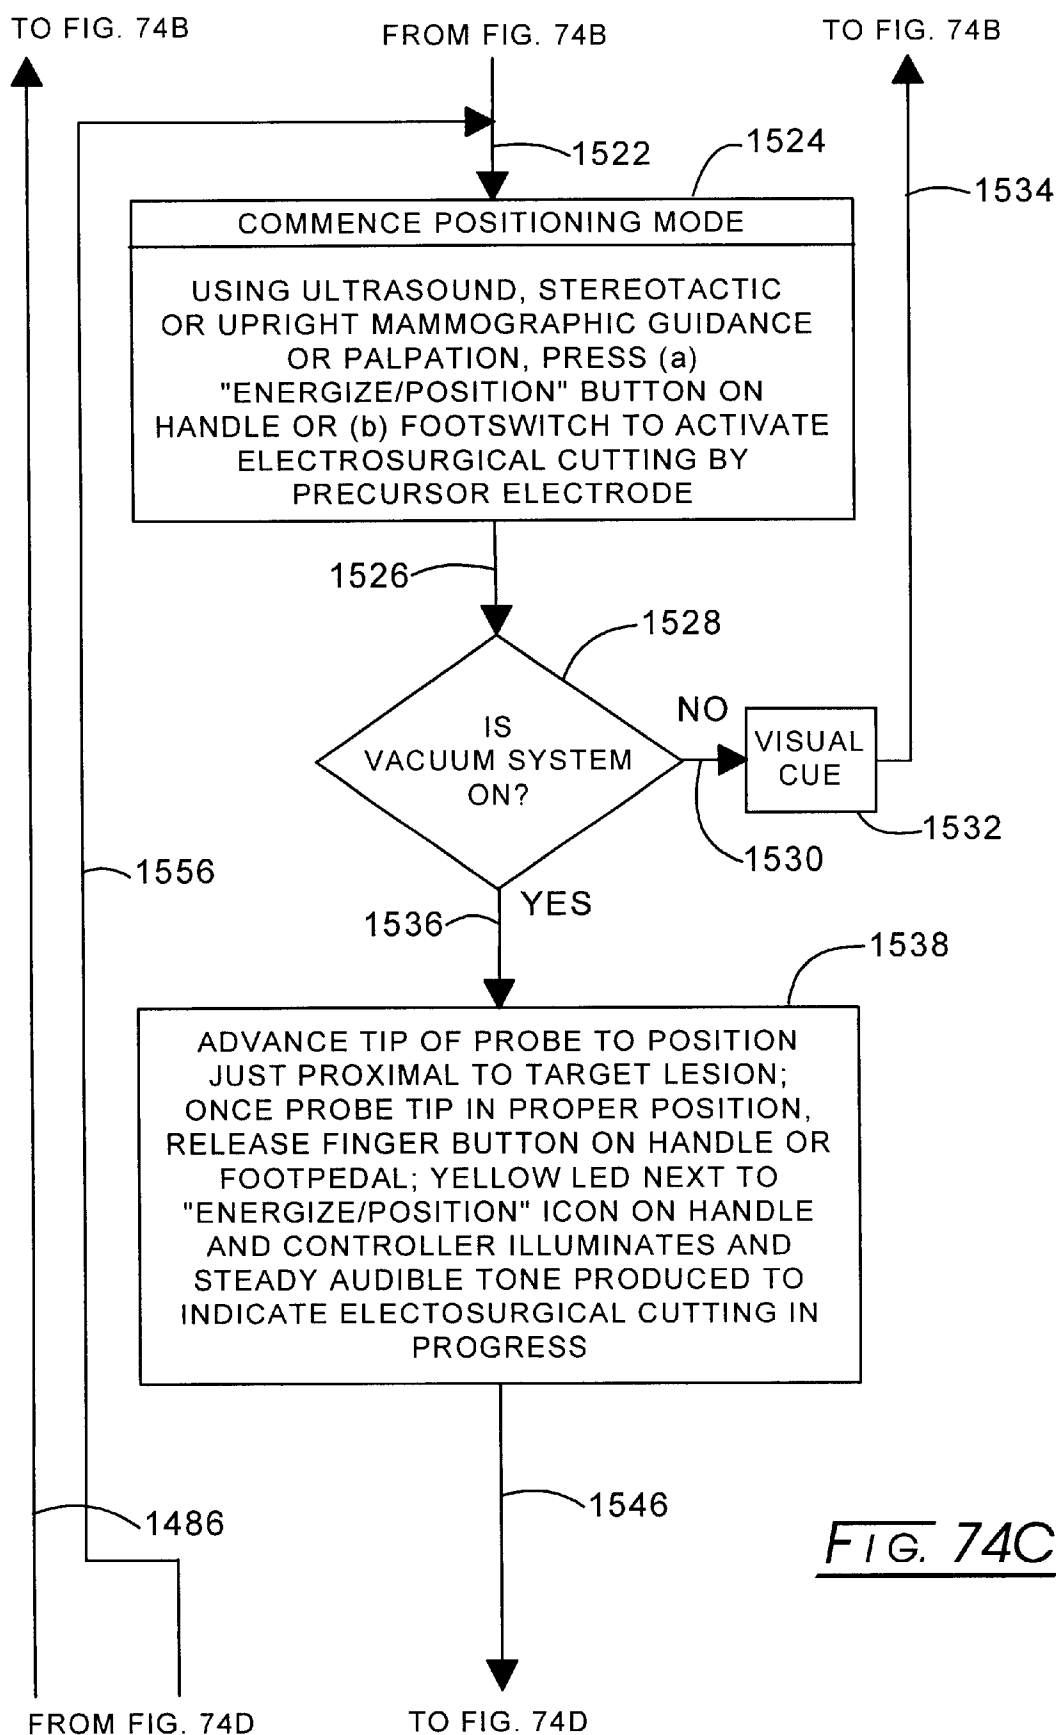 TO FIG. 74B
FROM FIG. 74B
TO FIG. 74B
1522
1524
1534
COMMENCE POSITIONING MODE
USING ULTRASOUND, STEREOTACTIC
OR UPRIGHT MAMMOGRAPHIC GUIDANCE
OR PALPATION, PRESS (a)
"ENERGIZE/POSITION" BUTTON ON
HANDLE OR (b) FOOTSWITCH TO ACTIVATE
ELECTROSURGICAL CUTTING BY
PRECURSOR ELECTRODE
1526
1528
IS
VACUUM SYSTEM
ON?
NO
VISUAL
CUE
1530
1532
1556
1536
YES
1538
ADVANCE TIP OF PROBE TO POSITION
JUST PROXIMAL TO TARGET LESION;
ONCE PROBE TIP IN PROPER POSITION,
RELEASE FINGER BUTTON ON HANDLE OR
FOOTPEDAL; YELLOW LED NEXT TO
"ENERGIZE/POSITION" ICON ON HANDLE
AND CONTROLLER ILLUMINATES AND
STEADY AUDIBLE TONE PRODUCED TO
INDICATE ELECTOSURGICAL CUTTING IN
PROGRESS
1546
1486
FIG. 74C
FROM FIG. 74D
TO FIG. 74D